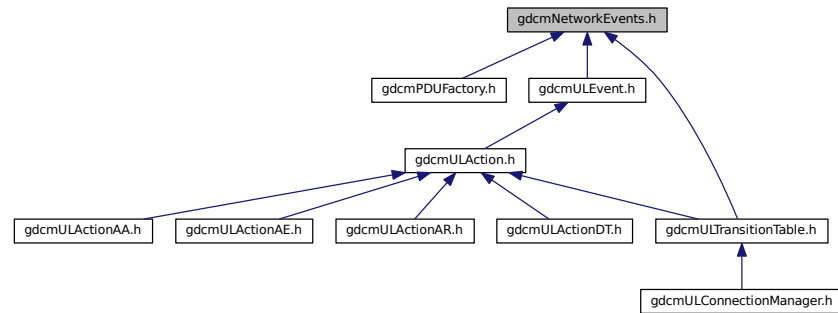 gdcmNetworkEvents.h
gdcmPDUFactory.h
gdcmULEvent.h
gdcmULAction.h
gdcmULActionAA.h
gdcmULActionAE.h
gdcmULActionAR.h
gdcmULActionDT.h
gdcmULTransitionTable.h
gdcmULConnectionManager.h